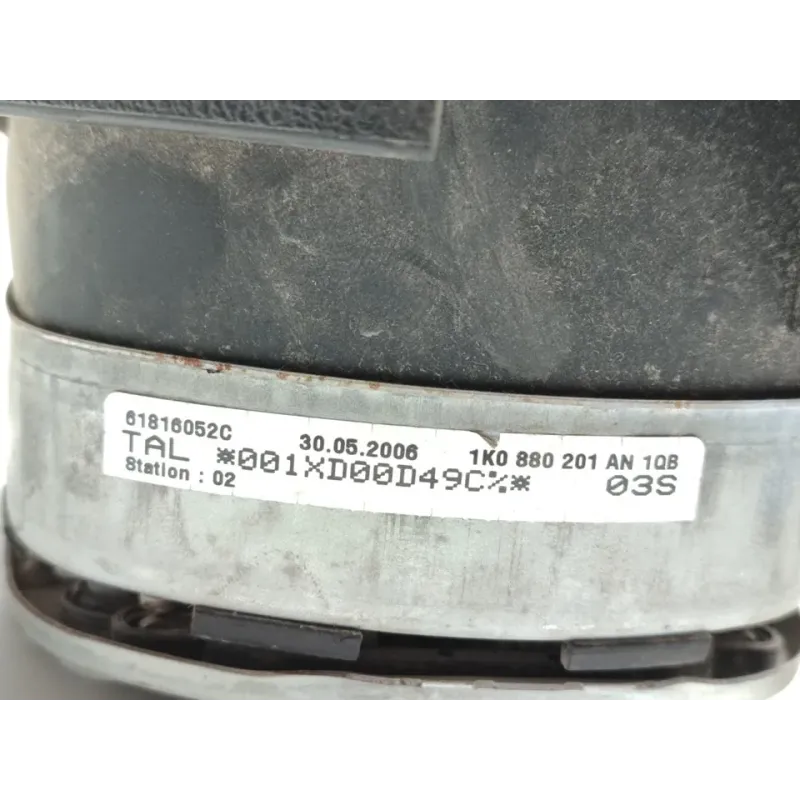 61816052C 30.05.2006 1K0 880 201 AN 1QB
TAL *001XD00D49C%* 03S
Station : 02